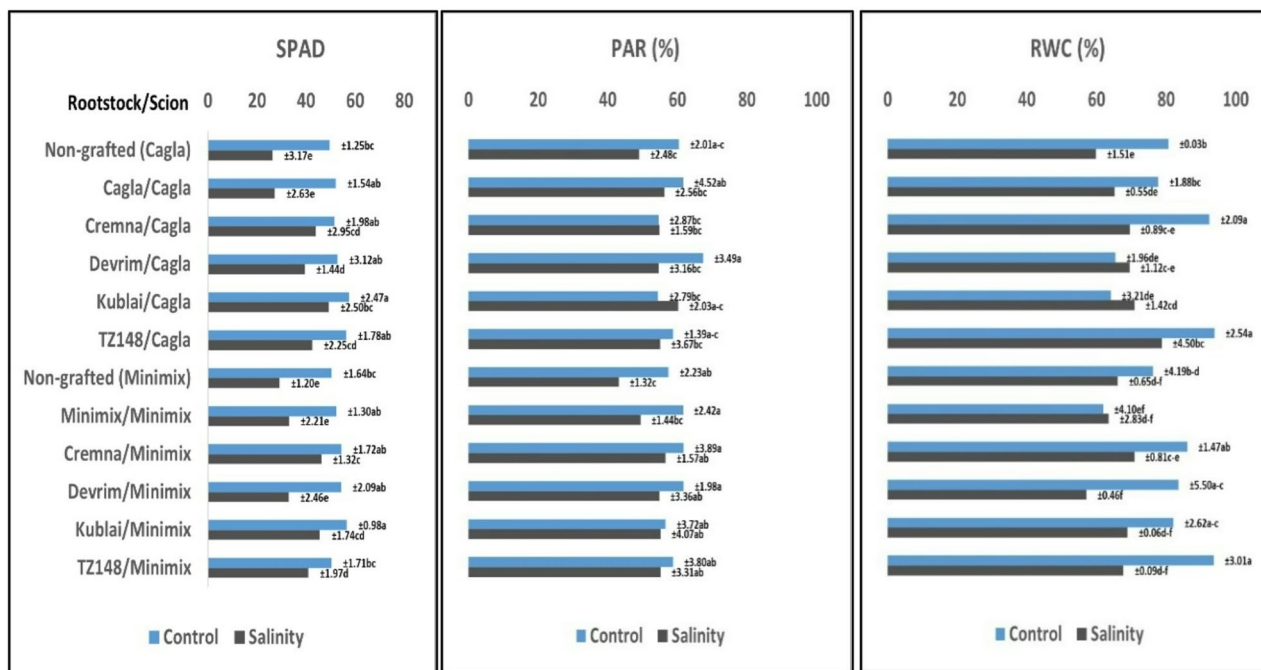 SPAD
Rootstock/Scion
0 20 40 60 80
Non-grafted (Cagla)
±1.25bc
±3.17e
Cagla/Cagla
±1.54ab
±2.63e
Cremna/Cagla
±1.98ab
±2.95cd
Devrim/Cagla
±3.12ab
±1.44d
Kublai/Cagla
±2.47a
±2.50bc
TZ148/Cagla
±1.78ab
±2.25cd
Non-grafted (Minimix)
±1.64bc
±1.20e
Minimix/Minimix
±1.30ab
±2.21e
Cremna/Minimix
±1.72ab
±1.32c
Devrim/Minimix
±2.09ab
±2.46e
Kublai/Minimix
±0.98a
±1.74cd
TZ148/Minimix
±1.71bc
±1.97d
Control Salinity
PAR (%)
0 20 40 60 80 100
±2.01a-c
±2.48c
±4.52ab
±2.56bc
±2.87bc
±1.59bc
±3.49a
±3.16bc
±2.79bc
±2.03a-c
±1.39a-c
±3.67bc
±2.23ab
±1.32c
±2.42a
±1.44bc
±3.89a
±1.57ab
±1.98a
±3.36ab
±3.72ab
±4.07ab
±3.80ab
±3.31ab
Control Salinity
RWC (%)
0 20 40 60 80 100
±0.03b
±1.51e
±1.88bc
±0.55de
±2.09a
±0.89c-e
±1.96de
±1.12c-e
±3.21de
±1.42cd
±2.54a
±4.50bc
±4.19b-d
±0.65d-f
±4.10ef
±2.83d-f
±1.47ab
±0.81c-e
±5.50a-c
±0.46f
±2.62a-c
±0.06d-f
±3.01a
±0.09d-f
Control Salinity